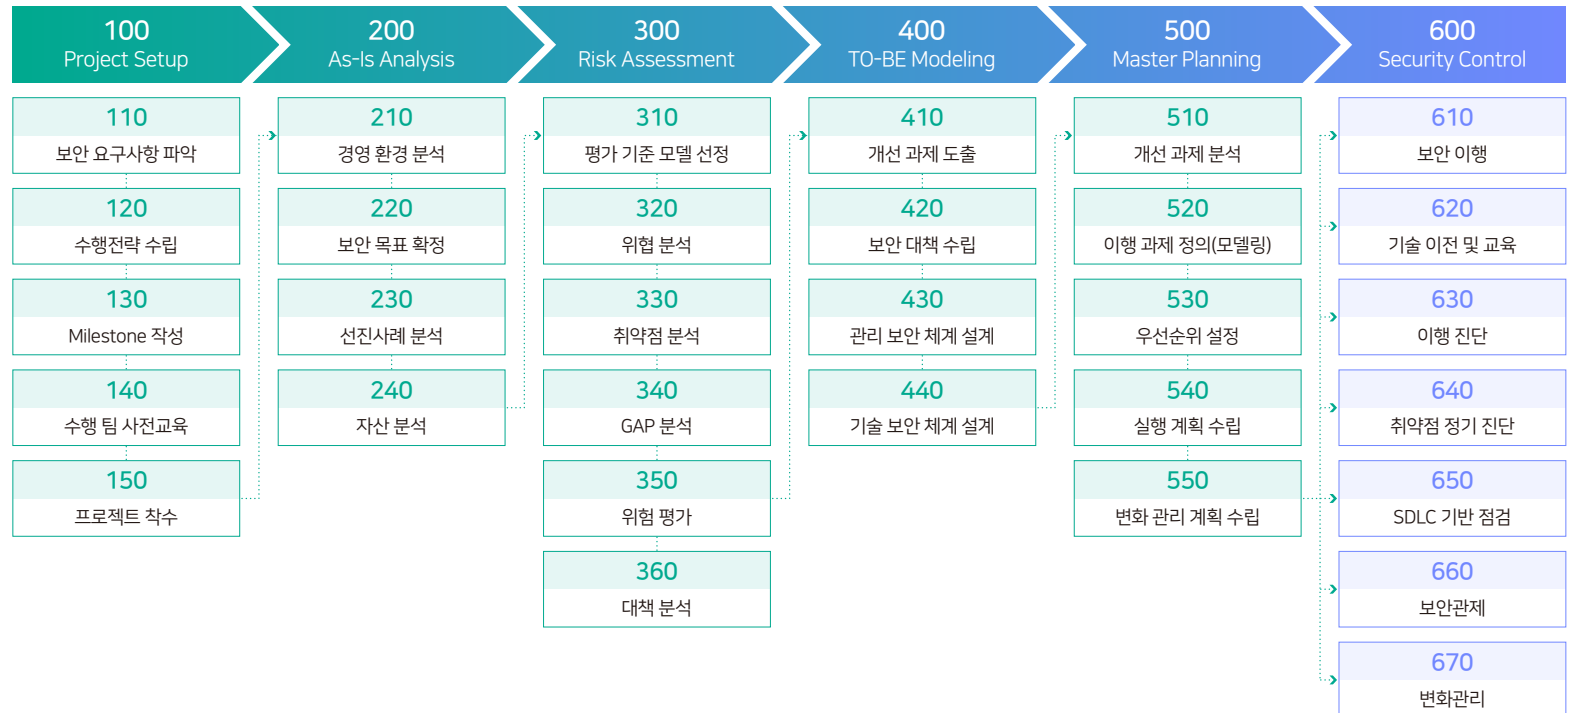 100
Project Setup
200
As-Is Analysis
300
Risk Assessment
400
TO-BE Modeling
500
Master Planning
600
Security Control
110
보안 요구사항 파악
120
수행전략 수립
130
Milestone 작성
140
수행 팀 사전교육
150
프로젝트 착수
210
경영 환경 분석
220
보안 목표 확정
230
선진사례 분석
240
자산 분석
310
평가 기준 모델 선정
320
위협 분석
330
취약점 분석
340
GAP 분석
350
위험 평가
360
대책 분석
410
개선 과제 도출
420
보안 대책 수립
430
관리 보안 체계 설계
440
기술 보안 체계 설계
510
개선 과제 분석
520
이행 과제 정의(모델링)
530
우선순위 설정
540
실행 계획 수립
550
변화 관리 계획 수립
610
보안 이행
620
기술 이전 및 교육
630
이행 진단
640
취약점 정기 진단
650
SDLC 기반 점검
660
보안관제
670
변화관리